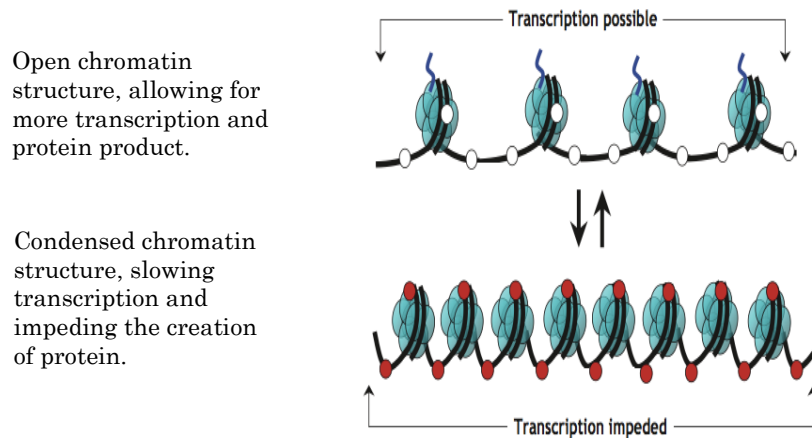 Transcription possible
Open chromatin
structure, allowing for
more transcription and
protein product.
Condensed chromatin
structure, slowing
transcription and
impeding the creation
of protein.
Transcription impeded